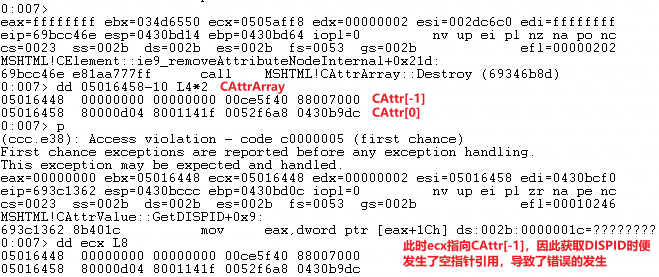 0:007>
eax=ffffffff ebx=034d6550 ecx=0505aff8 edx=00000002 esi=002dc6c0 edi=ffffffff
eip=69bcc46e esp=0430bd14 ebp=0430bd64 iopl=0 nv up ei pl nz na po nc
cs=0023 ss=002b ds=002b es=002b fs=0053 gs=002b efl=00000202
MSHTML!CElement::ie9_removeAttributeNodeInternal+0x21d:
69bcc46e e81aa777ff call MSHTML!CAttrArray::Destroy (69346b8d)
0:007> dd 05016458-10 L4*2 CAttrArray
05016448 00000000 00000000 00ce5f40 88007000 CAttr[-1]
05016458 80000d04 8001141f 0052f6a8 0430b9dc CAttr[0]
0:007> p
(ccc.e38): Access violation - code c0000005 (first chance)
First chance exceptions are reported before any exception handling.
This exception may be expected and handled.
eax=00000000 ebx=05016448 ecx=05016448 edx=00000002 esi=05016458 edi=0430bcf0
eip=693c1362 esp=0430bccc ebp=0430bd0c iopl=0 nv up ei pl zr na pe nc
cs=0023 ss=002b ds=002b es=002b fs=0053 gs=002b efl=00010246
MSHTML!CAttrValue::GetDISPID+0x9:
693c1362 8b401c mov eax,dword ptr [eax+1Ch] ds:002b:0000001c=????????
0:007> dd ecx L8
05016448 00000000 00000000 00ce5f40 88007000
05016458 80000d04 8001141f 0052f6a8 0430b9dc
此时ecx指向CAttr[-1]，因此获取DISPID时便
发生了空指针引用，导致了错误的发生